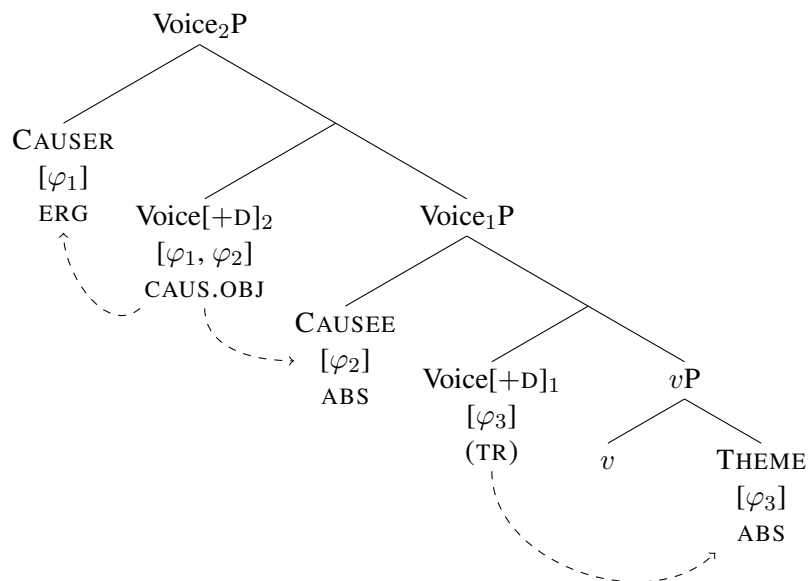 Voice₂P
CAUSER
[φ₁]
ERG
Voice[+D]₂
[φ₁, φ₂]
CAUS.OBJ
Voice₁P
CAUSEE
[φ₂]
ABS
Voice[+D]₁
[φ₃]
(TR)
vP
v
THEME
[φ₃]
ABS